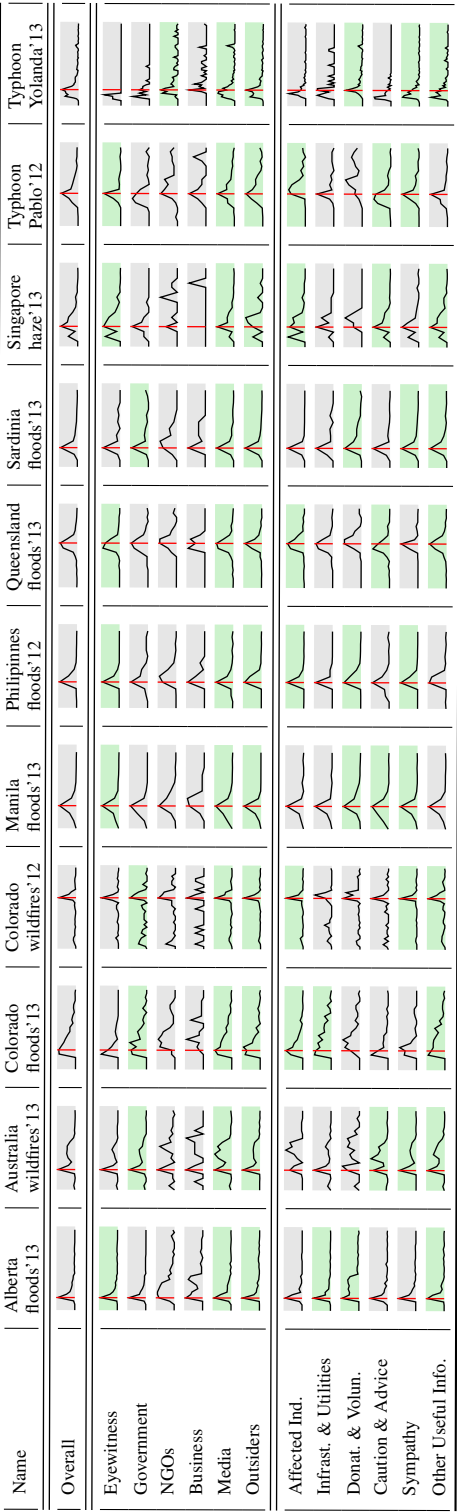 Name
Alberta
floods'13
Australia
wildfires'13
Colorado
floods'13
Colorado
wildfires'12
Manila
floods'13
Philipinnes
floods'12
Queensland
floods'13
Sardinia
floods'13
Singapore
haze'13
Typhoon
Pablo'12
Typhoon
Yolanda'13
Overall
Eyewitness
Government
NGOs
Business
Media
Outsiders
Affected Ind.
Infrast. & Utilities
Donat. & Volun.
Caution & Advice
Sympathy
Other Useful Info.